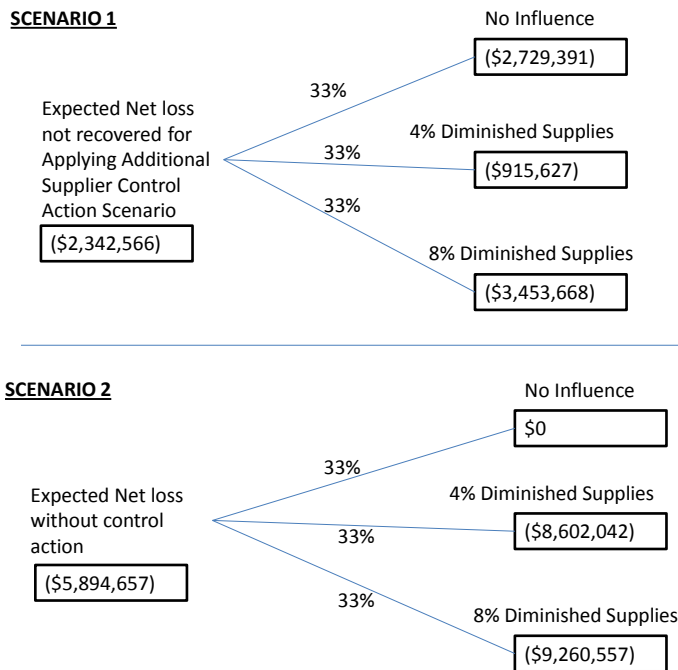 SCENARIO 1
No Influence
($2,729,391)
33%
Expected Net loss
not recovered for
Applying Additional
Supplier Control
Action Scenario
($2,342,566)
4% Diminished Supplies
33%
($915,627)
33%
8% Diminished Supplies
($3,453,668)
SCENARIO 2
No Influence
$0
33%
Expected Net loss
without control
action
($5,894,657)
4% Diminished Supplies
33%
($8,602,042)
33%
8% Diminished Supplies
($9,260,557)